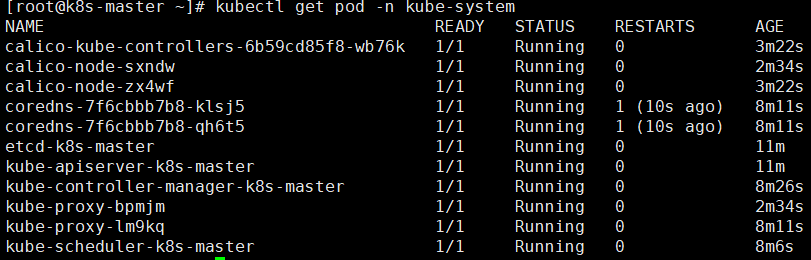 [root@k8s-master ~]# kubectl get pod -n kube-system
NAME READY STATUS RESTARTS AGE
calico-kube-controllers-6b59cd85f8-wb76k 1/1 Running 0 3m22s
calico-node-sxndw 1/1 Running 0 2m34s
calico-node-zx4wf 1/1 Running 0 3m22s
coredns-7f6cbbb7b8-klsj5 1/1 Running 1 (10s ago) 8m11s
coredns-7f6cbbb7b8-qh6t5 1/1 Running 1 (10s ago) 8m11s
etcd-k8s-master 1/1 Running 0 11m
kube-apiserver-k8s-master 1/1 Running 0 11m
kube-controller-manager-k8s-master 1/1 Running 0 8m26s
kube-proxy-bpmjm 1/1 Running 0 2m34s
kube-proxy-lm9kq 1/1 Running 0 8m11s
kube-scheduler-k8s-master 1/1 Running 0 8m6s